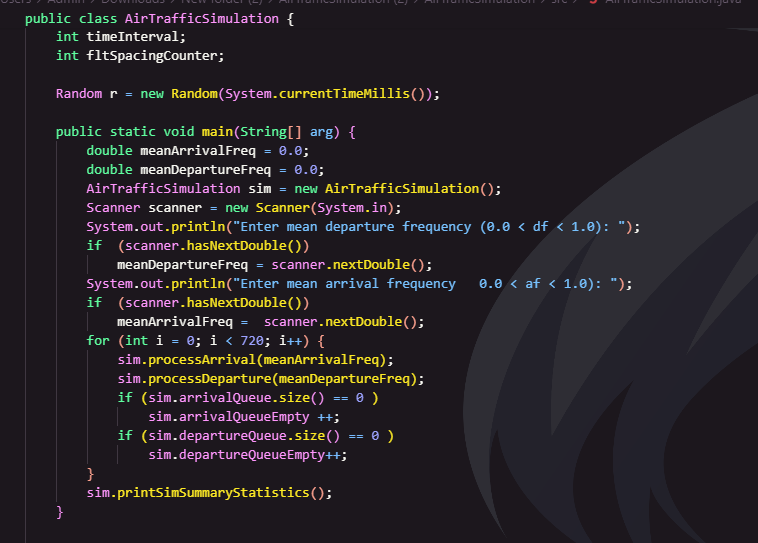 Users > Admin > Downloads > New folder (2) > AirTrafficSimulation (2) > AirTrafficSimulation > src > AirTrafficSimulation.java
public class AirTrafficSimulation {
    int timeInterval;
    int fltSpacingCounter;

    Random r = new Random(System.currentTimeMillis());

    public static void main(String[] arg) {
        double meanArrivalFreq = 0.0;
        double meanDepartureFreq = 0.0;
        AirTrafficSimulation sim = new AirTrafficSimulation();
        Scanner scanner = new Scanner(System.in);
        System.out.println("Enter mean departure frequency (0.0 < df < 1.0): ");
        if  (scanner.hasNextDouble())
            meanDepartureFreq = scanner.nextDouble();
        System.out.println("Enter mean arrival frequency   0.0 < af < 1.0): ");
        if  (scanner.hasNextDouble())
            meanArrivalFreq =  scanner.nextDouble();
        for (int i = 0; i < 720; i++) {
            sim.processArrival(meanArrivalFreq);
            sim.processDeparture(meanDepartureFreq);
            if (sim.arrivalQueue.size() == 0 )
                sim.arrivalQueueEmpty ++;
            if (sim.departureQueue.size() == 0 )
                sim.departureQueueEmpty++;
        }
        sim.printSimSummaryStatistics();
    }